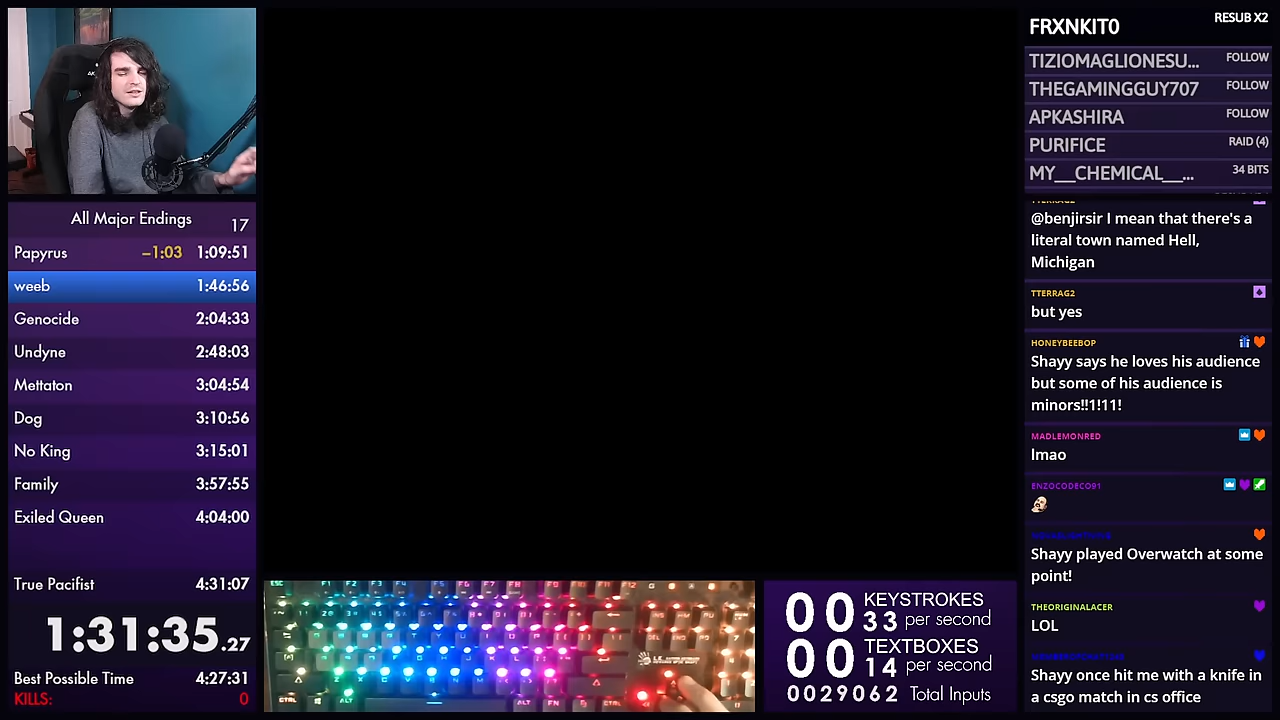 All Major Endings 17
Papyrus −1:03 1:09:51
weeb 1:46:56
Genocide 2:04:33
Undyne 2:48:03
Mettaton 3:04:54
Dog 3:10:56
No King 3:15:01
Family 3:57:55
Exiled Queen 4:04:00
True Pacifist 4:31:07
1:31:35.27
Best Possible Time 4:27:31
KILLS: 0
00 KEYSTROKES
33 per second
00 TEXTBOXES
14 per second
0029062 Total Inputs
FRXNKIT0 RESUB X2
TIZIOMAGLIONESU... FOLLOW
THEGAMINGGUY707 FOLLOW
APKASHIRA FOLLOW
PURIFICE RAID (4)
MY__CHEMICAL__... 34 BITS
@benjirsir I mean that there's a
literal town named Hell,
Michigan
TTERRAG2
but yes
HONEYBEEBOP
Shayy says he loves his audience
but some of his audience is
minors!!1!11!
MADLEMONRED
lmao
ENZOCODECO91
Shayy played Overwatch at some
point!
THEORIGINALACER
LOL
Shayy once hit me with a knife in
a csgo match in cs office